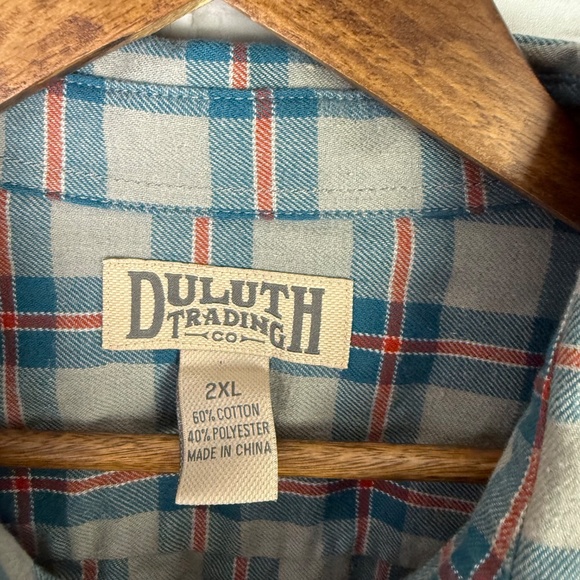 DULUTH
TRADING
CO
2XL
60% COTTON
40% POLYESTER
MADE IN CHINA